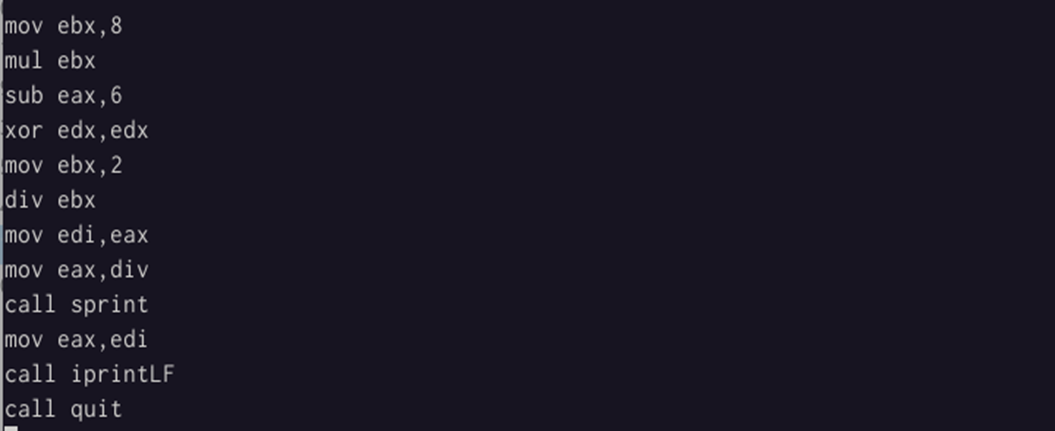 mov ebx,8
mul ebx
sub eax,6
xor edx,edx
mov ebx,2
div ebx
mov edi,eax
mov eax,div
call sprint
mov eax,edi
call iprintLF
call quit